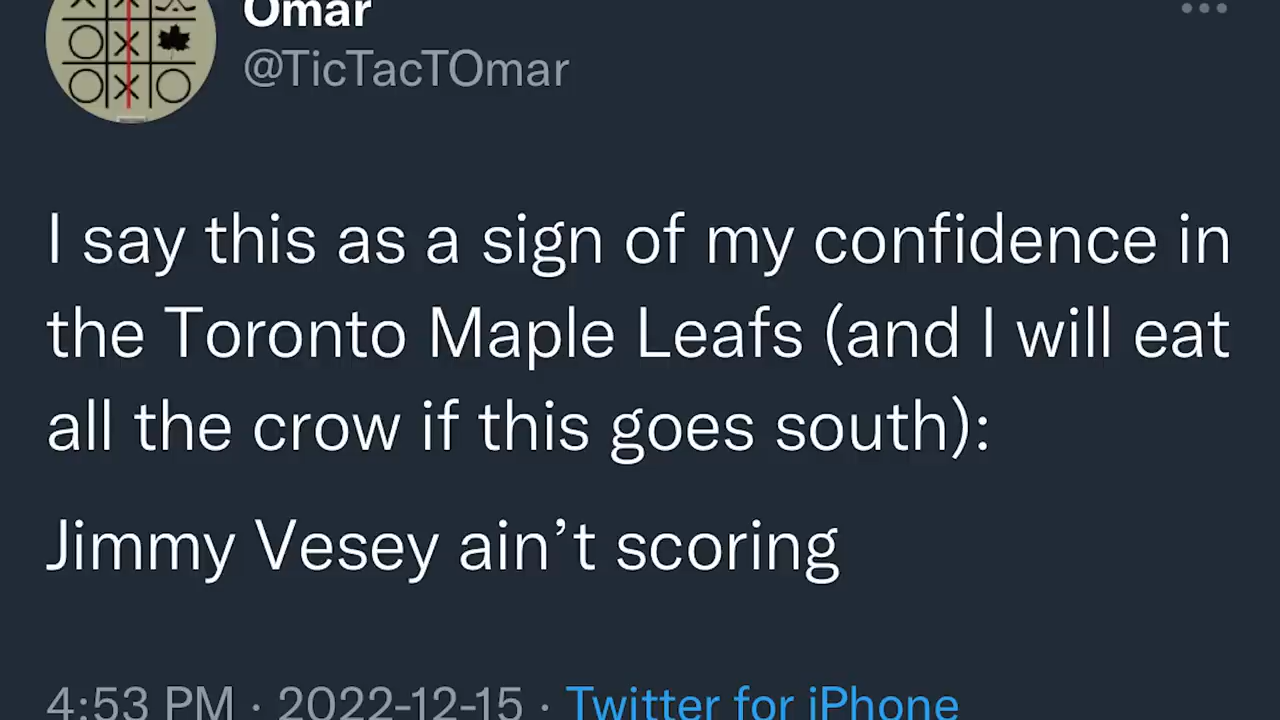 Omar
@TicTacTOmar
I say this as a sign of my confidence in
the Toronto Maple Leafs (and I will eat
all the crow if this goes south):
Jimmy Vesey ain’t scoring
4:53 PM · 2022-12-15 · Twitter for iPhone